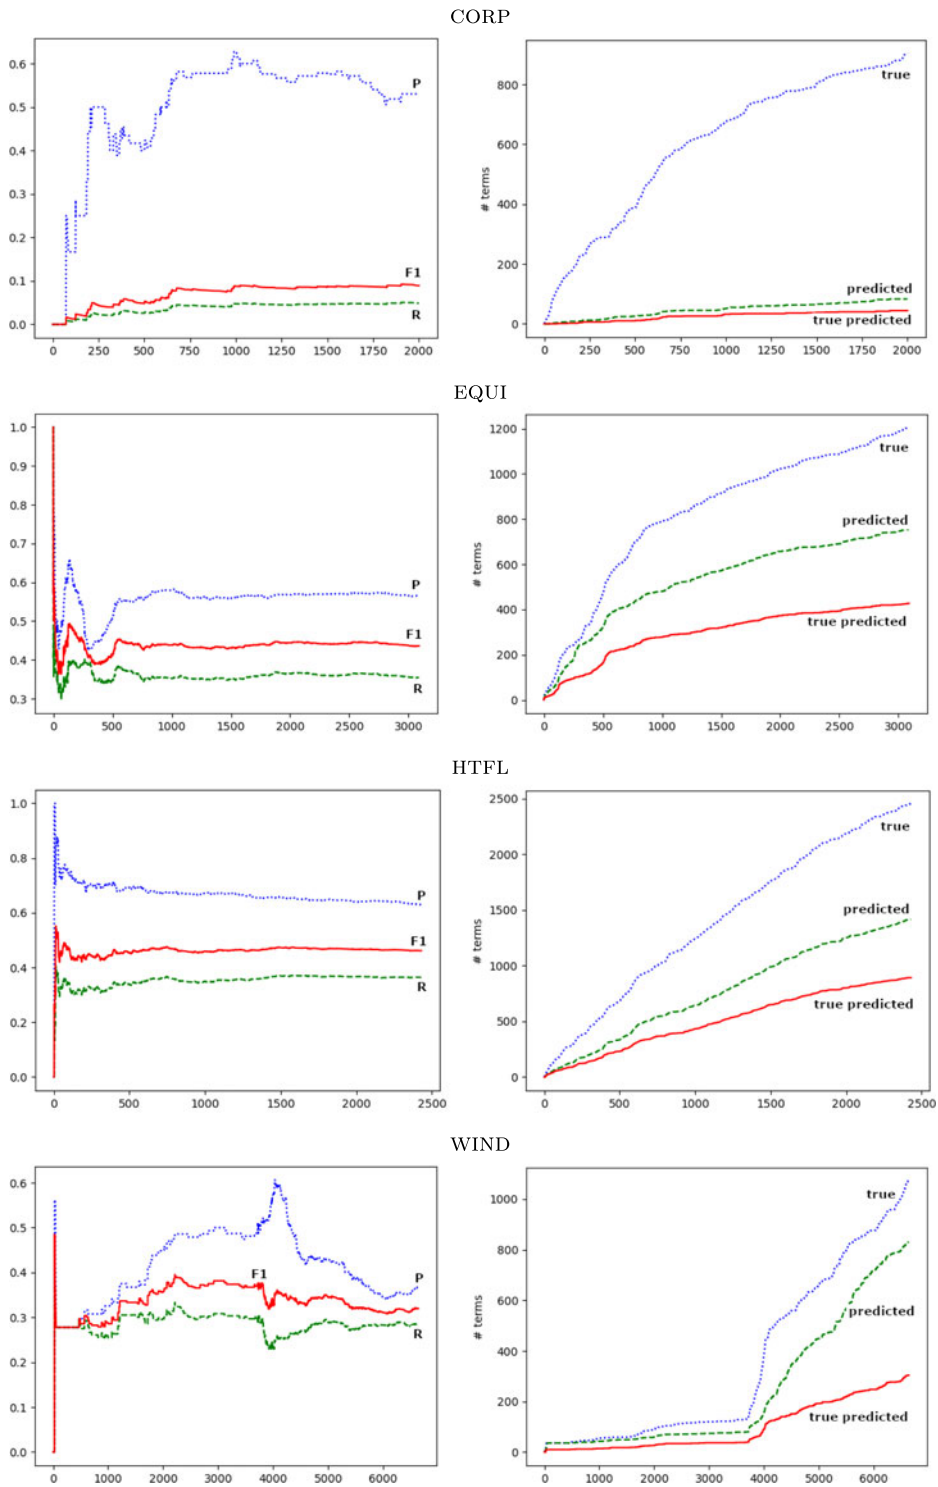 CORP
0.6
0.5
0.4
0.3
0.2
0.1
0.0
P
F1
R
0 250 500 750 1000 1250 1500 1750 2000
800
600
400
200
0
# terms
true
predicted
true predicted
0 250 500 750 1000 1250 1500 1750 2000
EQUI
1.0
0.9
0.8
0.7
0.6
0.5
0.4
0.3
P
F1
R
0 500 1000 1500 2000 2500 3000
1200
1000
800
600
400
200
0
# terms
true
predicted
true predicted
0 500 1000 1500 2000 2500 3000
HTFL
1.0
0.8
0.6
0.4
0.2
0.0
P
F1
R
0 500 1000 1500 2000 2500
2500
2000
1500
1000
500
0
# terms
true
predicted
true predicted
0 500 1000 1500 2000 2500
WIND
0.6
0.5
0.4
0.3
0.2
0.1
0.0
F1
P
R
0 1000 2000 3000 4000 5000 6000
1000
800
600
400
200
0
# terms
true
predicted
true predicted
0 1000 2000 3000 4000 5000 6000